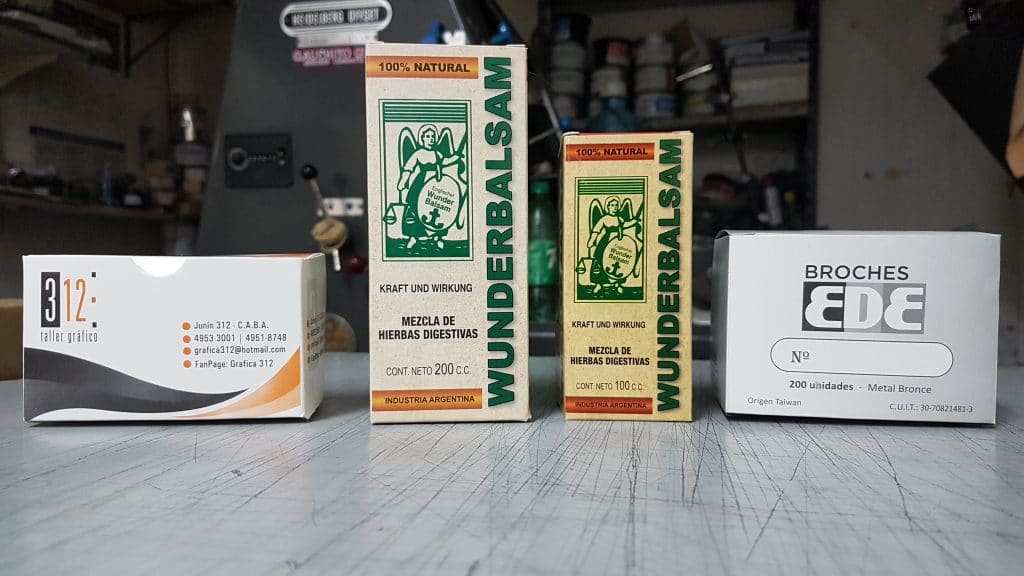 HEIDELBERG OFFSET
312
taller gráfico
Junín 312 - C.A.B.A.
4953-3001 | 4951-8748
grafica312@hotmail.com
FanPage: Grafica 312
100% NATURAL
Englischer
Wunder
Balsam
WUNDERBALSAM
KRAFT UND WIRKUNG
MEZCLA DE
HIERBAS DIGESTIVAS
CONT. NETO 200 C.C.
INDUSTRIA ARGENTINA
100% NATURAL
Englischer
Wunder
Balsam
WUNDERBALSAM
KRAFT UND WIRKUNG
MEZCLA DE
HIERBAS DIGESTIVAS
CONT. NETO 100 C.C.
INDUSTRIA ARGENTINA
BROCHES
EDE
Nº
200 unidades - Metal Bronce
Origen Taiwan
C.U.I.T.: 30-70821481-3